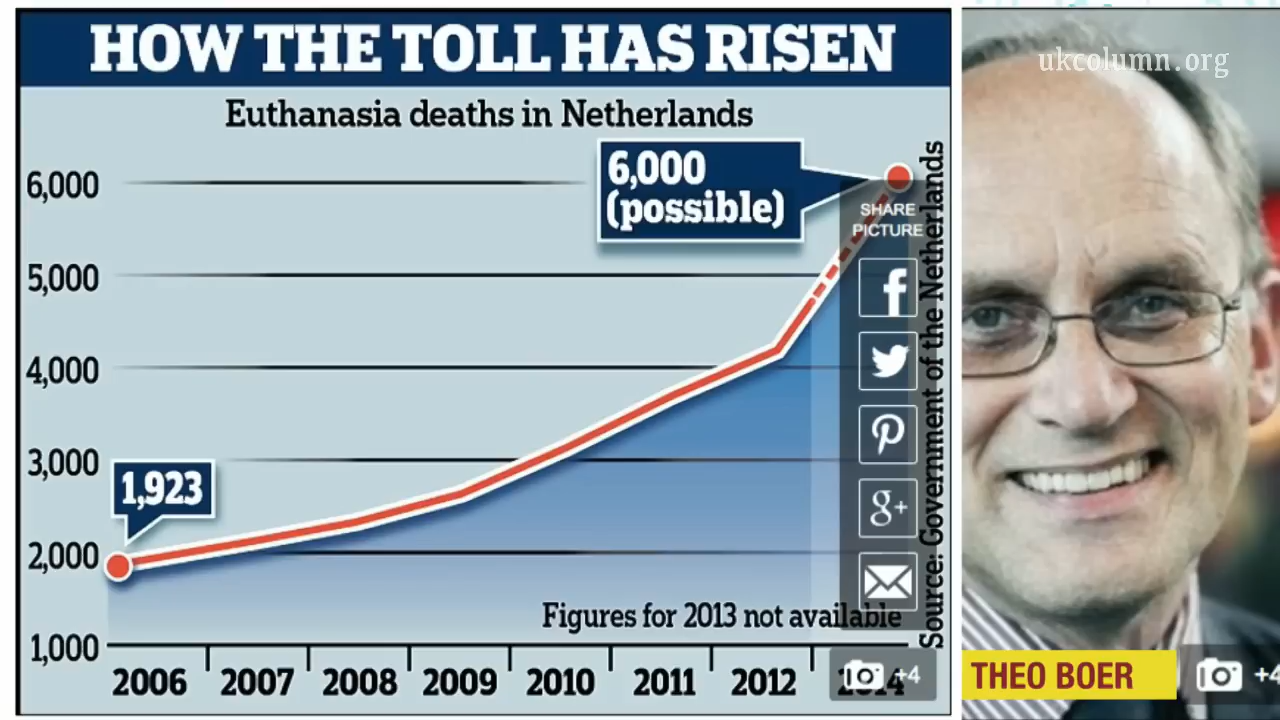 HOW THE TOLL HAS RISEN
ukcolumn.org
Euthanasia deaths in Netherlands
6,000
(possible)
6,000
5,000
4,000
3,000
2,000
1,000
1,923
SHARE
PICTURE
f
g+
Source: Government of the Netherlands
Figures for 2013 not available
2006 2007 2008 2009 2010 2011 2012 2014
+4
THEO BOER
+4